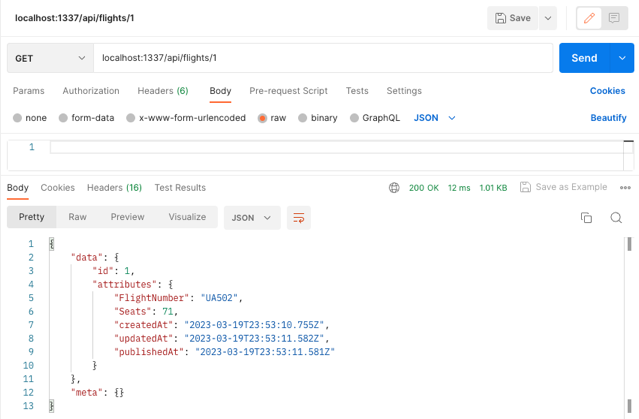 localhost:1337/api/flights/1
Save
GET localhost:1337/api/flights/1 Send
Params Authorization Headers (6) Body Pre-request Script Tests Settings Cookies
none form-data x-www-form-urlencoded raw binary GraphQL JSON Beautify
1
Body Cookies Headers (16) Test Results 200 OK 12 ms 1.01 KB Save as Example
Pretty Raw Preview Visualize JSON
1 {
2 "data": {
3 "id": 1,
4 "attributes": {
5 "FlightNumber": "UA502",
6 "Seats": 71,
7 "createdAt": "2023-03-19T23:53:10.755Z",
8 "updatedAt": "2023-03-19T23:53:11.582Z",
9 "publishedAt": "2023-03-19T23:53:11.581Z"
10 }
11 },
12 "meta": {}
13 }